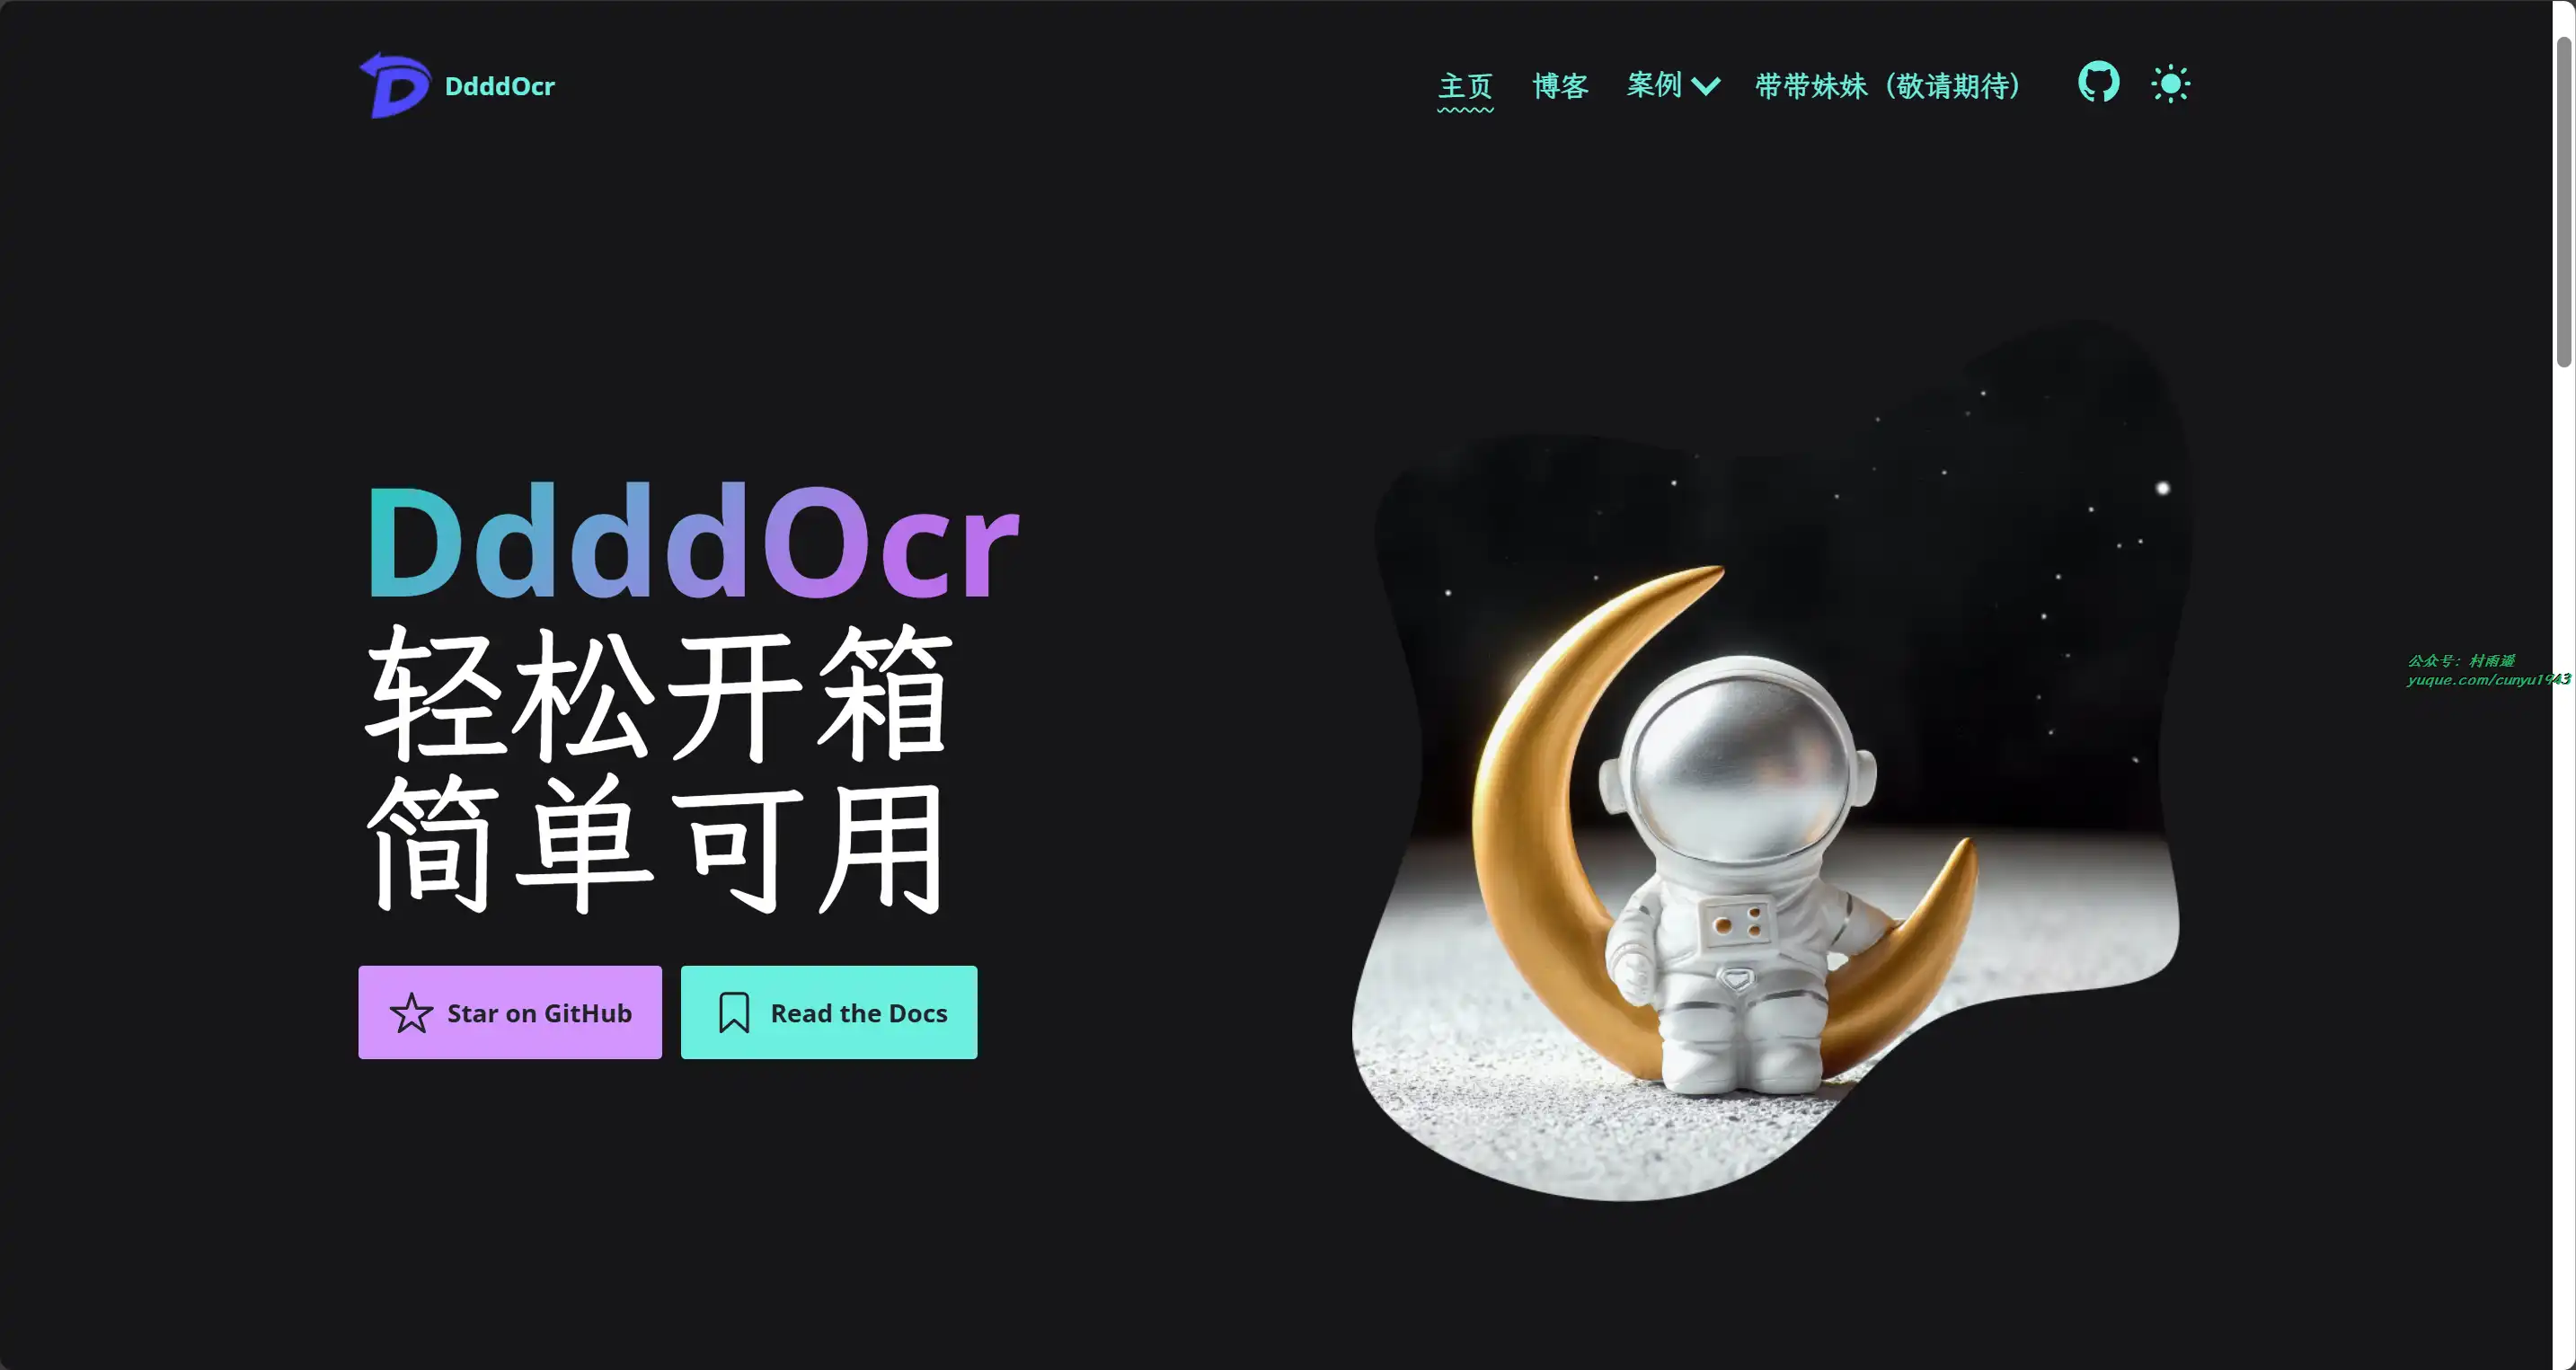 DdddOcr
主页 博客 案例 带带妹妹（敬请期待）
DdddOcr
轻松开箱
简单可用
Star on GitHub Read the Docs
公众号：村雨遥
yuque.com/cunyu1943